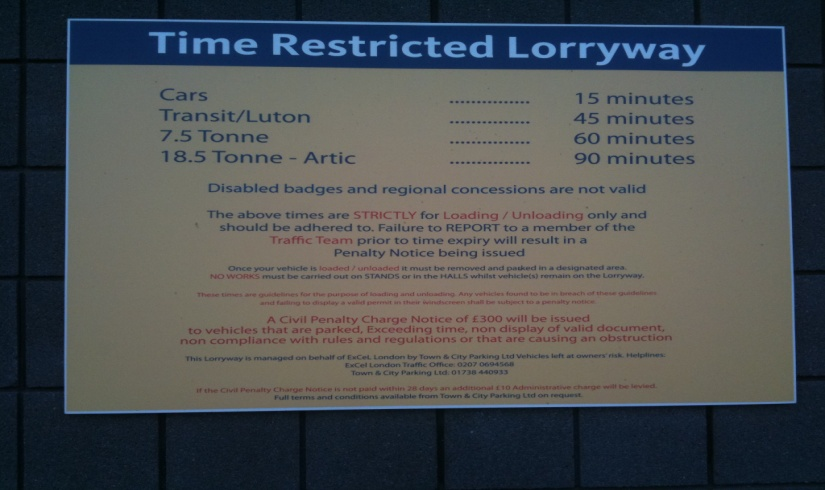 Time Restricted Lorryway
Cars ............... 15 minutes
Transit/Luton ............... 45 minutes
7.5 Tonne ............... 60 minutes
18.5 Tonne - Artic ............... 90 minutes
Disabled badges and regional concessions are not valid
The above times are STRICTLY for Loading / Unloading only and
should be adhered to. Failure to REPORT to a member of the
Traffic Team prior to time expiry will result in a
Penalty Notice being issued
Once your vehicle is loaded / unloaded it must be removed and parked in a designated area.
NO WORKS must be carried out on STANDS or in the HALLS whilst vehicle(s) remain on the Lorryway.
These times are guidelines for the purpose of loading and unloading. Any vehicles found to be in breach of these guidelines
and failing to display a valid permit in their windscreen shall be subject to a penalty notice.
A Civil Penalty Charge Notice of £300 will be issued
to vehicles that are parked, Exceeding time, non display of valid document,
non compliance with rules and regulations or that are causing an obstruction
This Lorryway is managed on behalf of ExCeL London by Town & City Parking Ltd Vehicles left at owners' risk. Helplines:
ExCel London Traffic Office: 0207 0694568
Town & City Parking Ltd: 01738 440933
If the Civil Penalty Charge Notice is not paid within 28 days an additional £10 Administrative charge will be levied.
Full terms and conditions available from Town & City Parking Ltd on request.